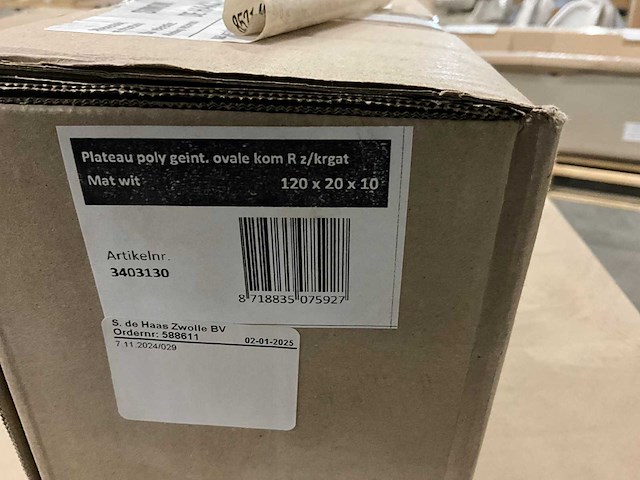 Plateau poly geint. ovale kom R z/krgat
Mat wit 120 x 20 x 10
Artikelnr.
3403130
8 718835 075927
S. de Haas Zwolle BV
Ordernr: 588611 02-01-2025
7.11.2024/029